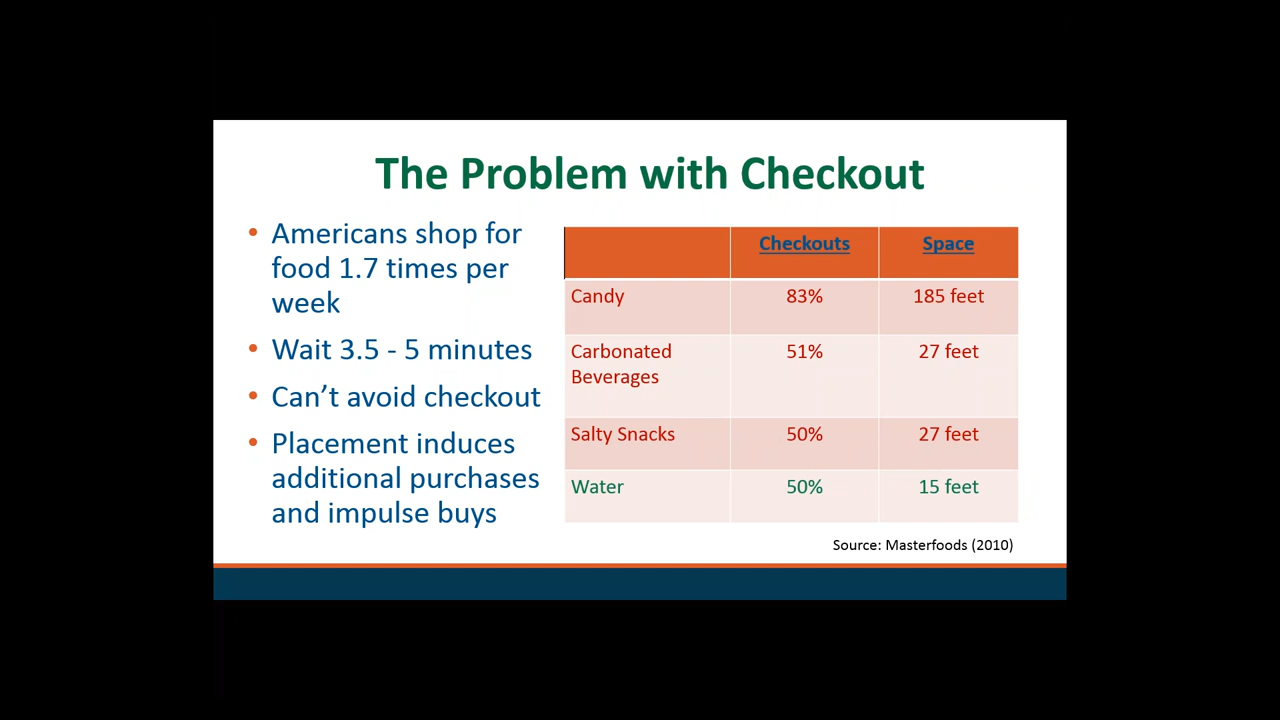 The Problem with Checkout
• Americans shop for
food 1.7 times per
week
• Wait 3.5 - 5 minutes
• Can’t avoid checkout
• Placement induces
additional purchases
and impulse buys
Checkouts Space
Candy 83% 185 feet
Carbonated 51% 27 feet
Beverages
Salty Snacks 50% 27 feet
Water 50% 15 feet
Source: Masterfoods (2010)